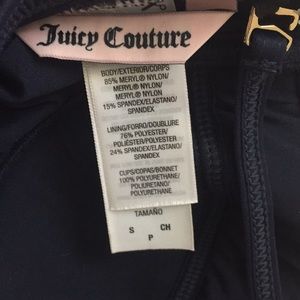 Juicy Couture
BODY/EXTERIOR/CORPS
85% MERYL® NYLON/
MERYL® NYLON/
MERYL® NYLON
15% SPANDEX/ELASTANO/
SPANDEX
LINING/FORRO/DOUBLURE
76% POLYESTER/
POLIÉSTER/POLYESTER
24% SPANDEX/ELASTANO/
SPANDEX
CUPS/COPAS/BONNET
100% POLYURETHANE/
POLIURETANO/
POLYURETHANE
TAMAÑO
S CH
P